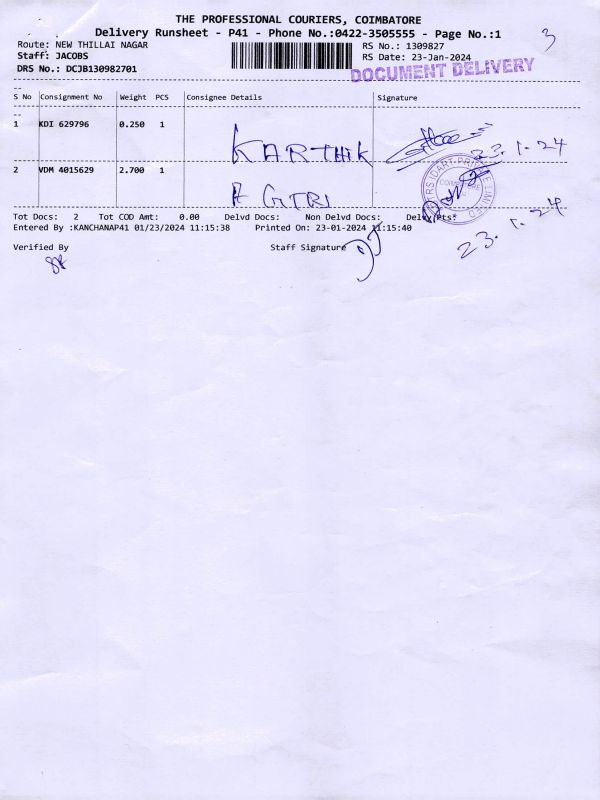 THE PROFESSIONAL COURIERS, COIMBATORE
Delivery Runsheet - P41 - Phone No.:0422-3505555 - Page No.:1
3
Route: NEW THILLAI NAGAR
RS No.: 1309827
Staff: JACOBS
RS Date: 23-Jan-2024
DRS No.: DCJB130982701
DOCUMENT DELIVERY
S No Consignment No Weight PCS Consignee Details Signature
1 KDI 629796 0.250 1
KARTHIK
23.1.24
2 VDM 4015629 2.700 1
Tot Docs: 2 Tot COD Amt: 0.00 Delvd Docs: Non Delvd Docs: Delvy Pts:
Entered By :KANCHANAP41 01/23/2024 11:15:38 Printed On: 23-01-2024 11:15:40
23.1.24
Verified By Staff Signature